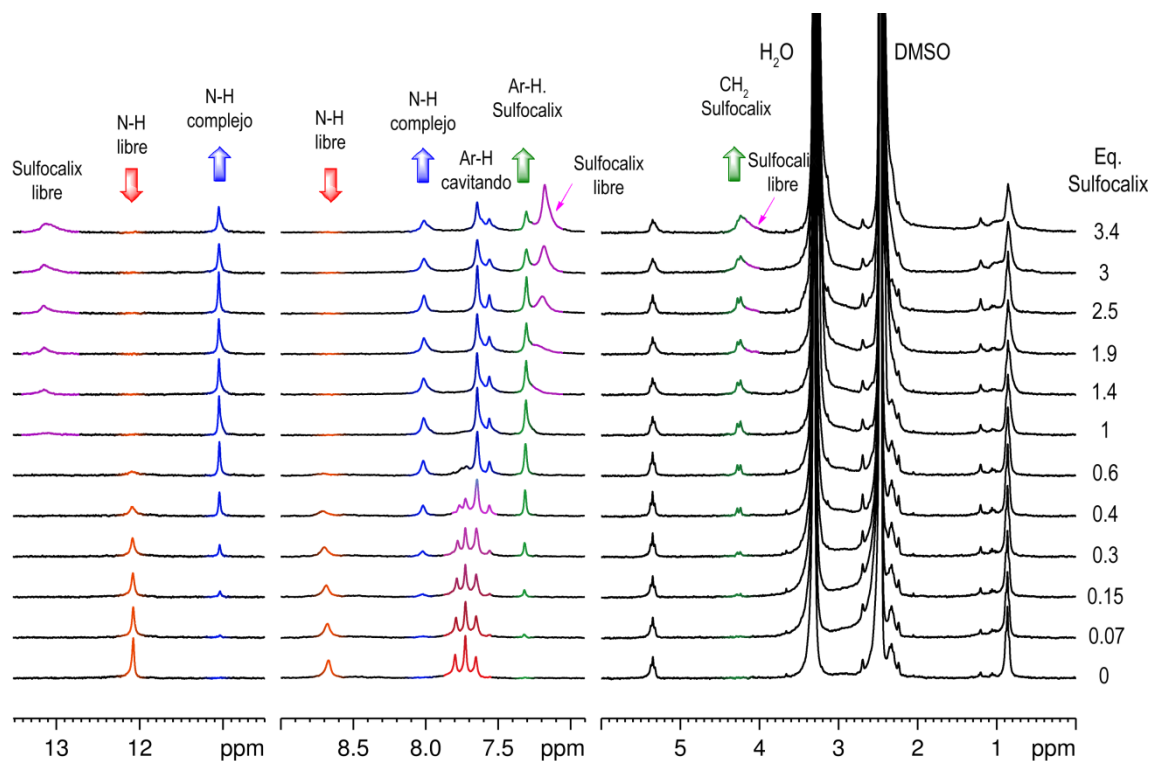 H2O
DMSO
Ar-H.
Sulfocalix
CH2
Sulfocalix
N-H
complejo
N-H
complejo
N-H
libre
N-H
libre
Ar-H
cavitando
Sulfocalix
libre
Sulfocalix
libre
libre
Eq.
Sulfocalix
3.4
3
2.5
1.9
1.4
1
0.6
0.4
0.3
0.15
0.07
0
13 12 ppm
8.5 8.0 7.5 ppm
5 4 3 2 1 ppm